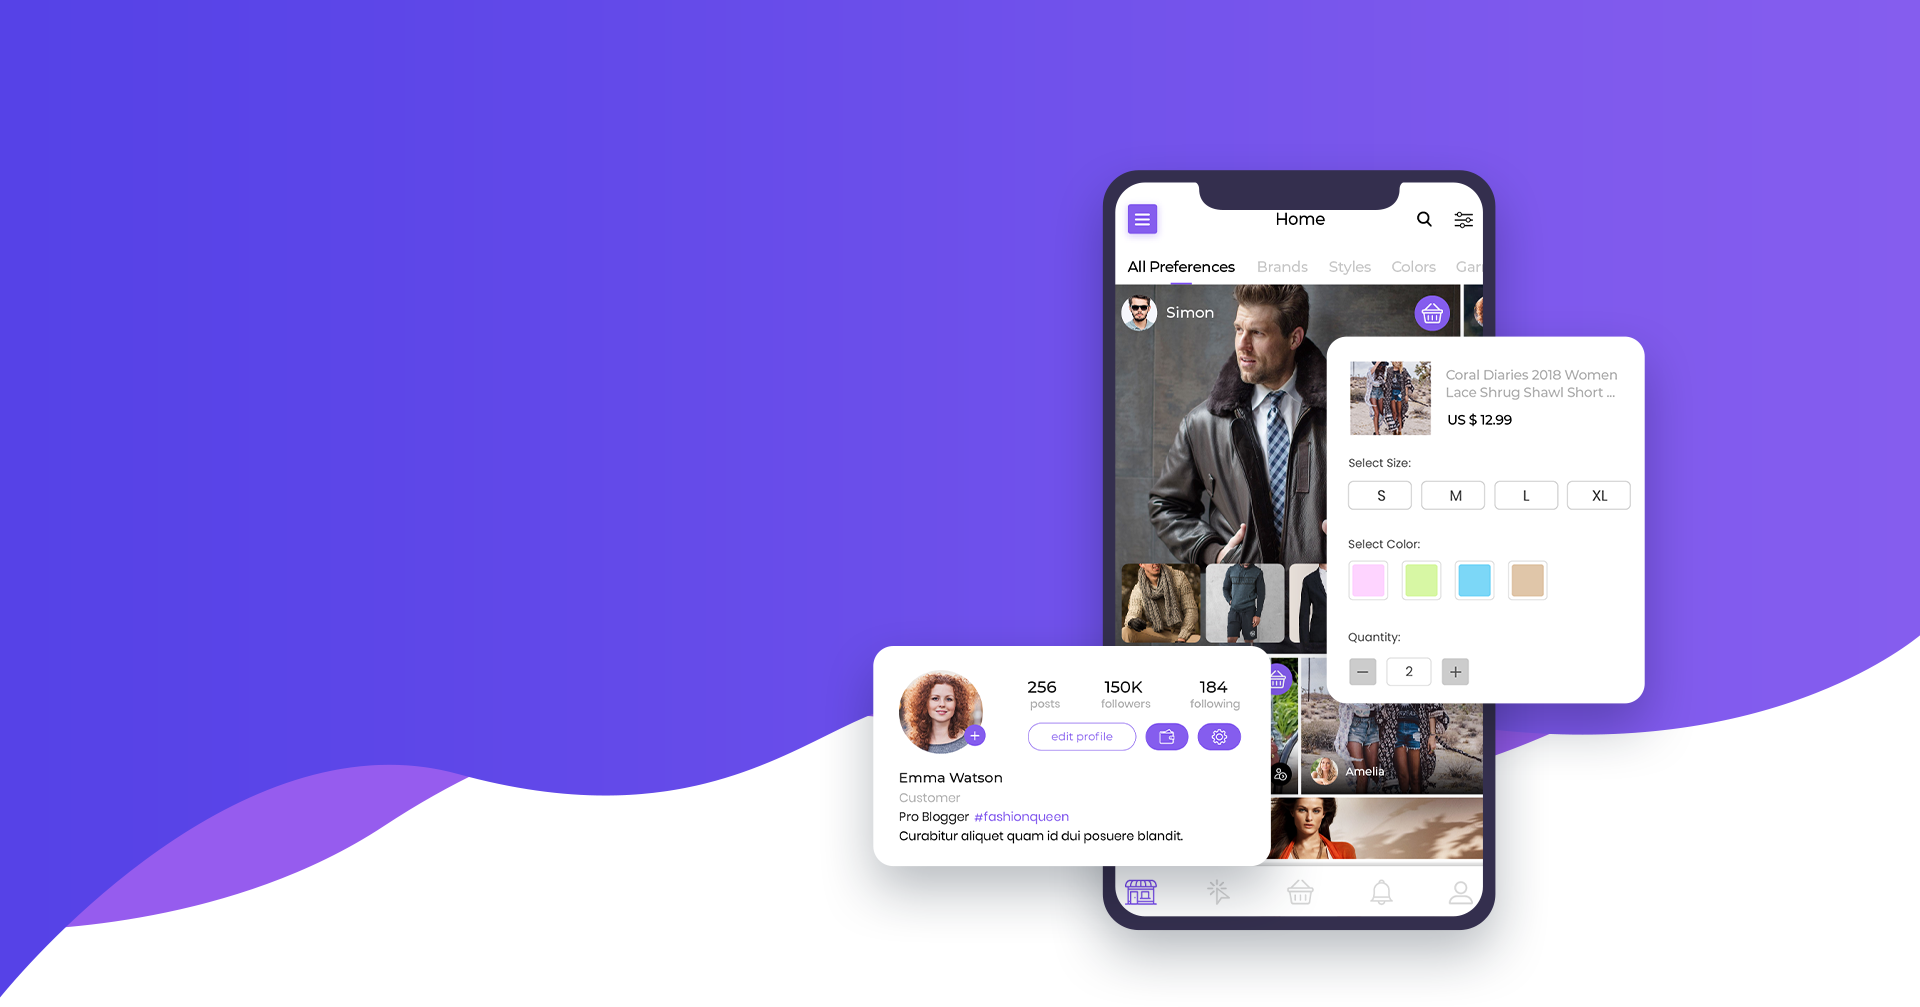 Home
All Preferences Brands Styles Colors Gar
Simon
Coral Diaries 2018 Women
Lace Shrug Shawl Short ...
US $ 12.99
Select Size:
S M L XL
Select Color:
Quantity:
2
256 150K 184
posts followers following
edit profile
Emma Watson
Customer
Pro Blogger #fashionqueen
Curabitur aliquet quam id dui posuere blandit.
Amelia